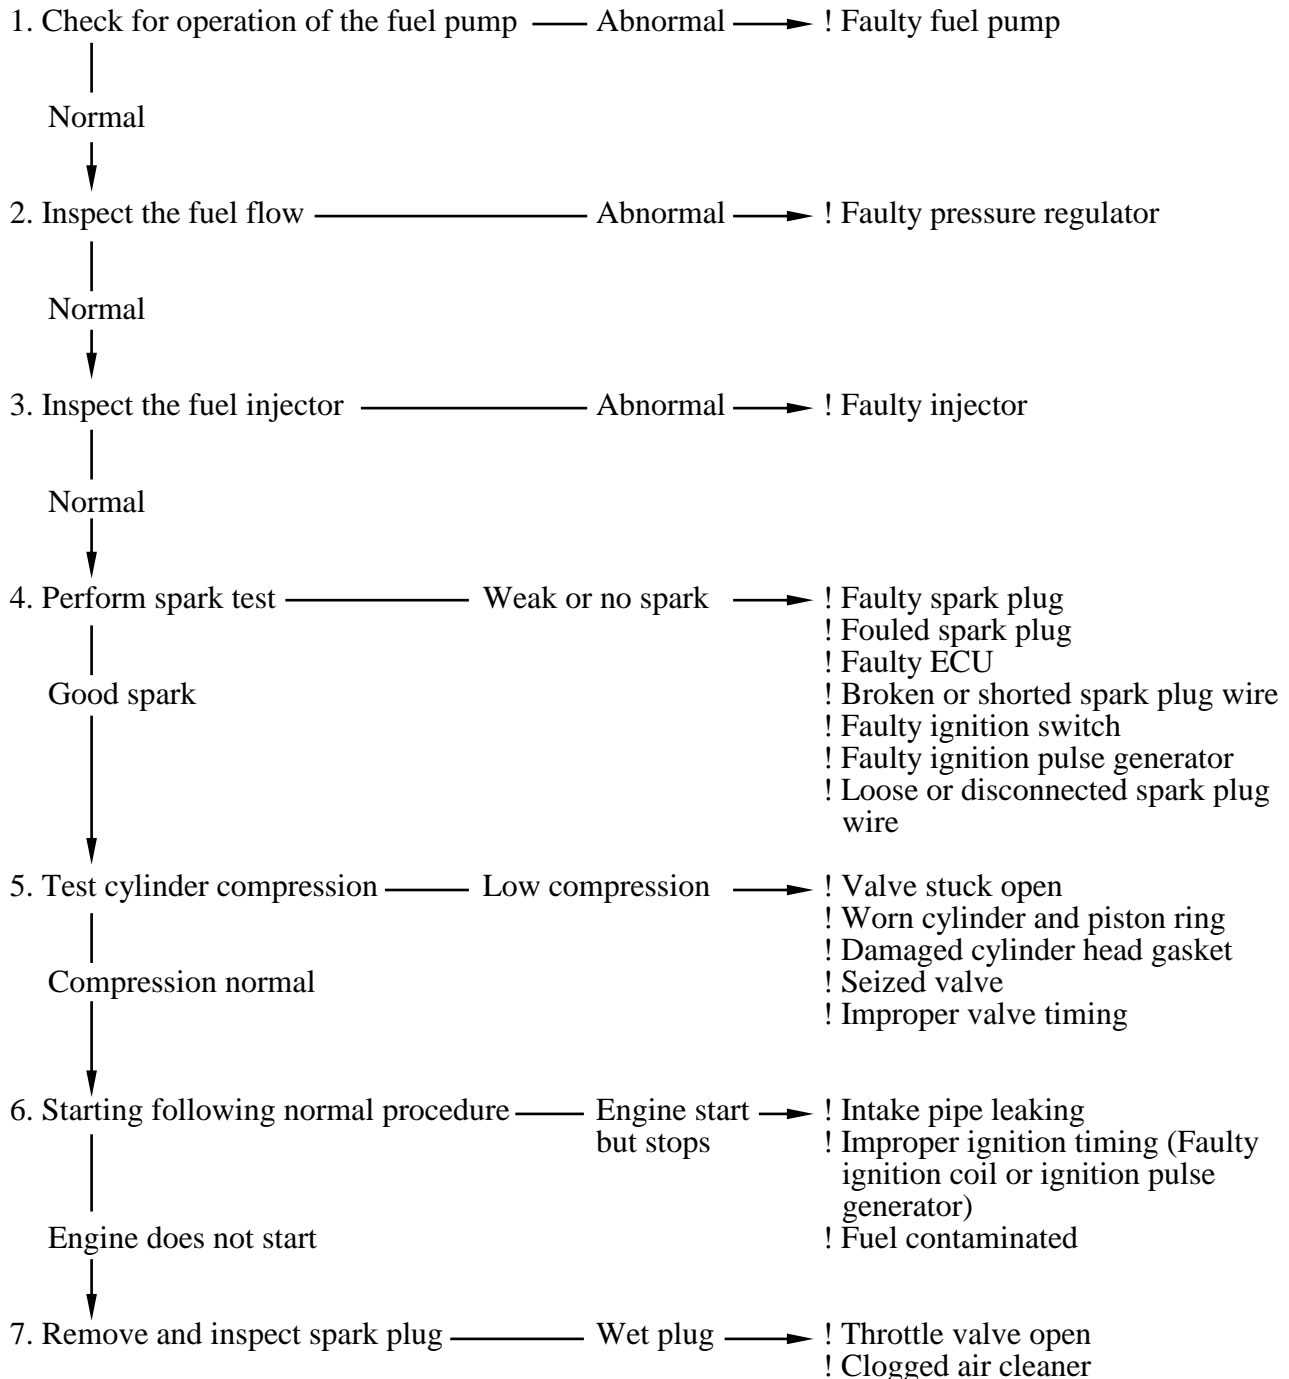 1. Check for operation of the fuel pump Abnormal ! Faulty fuel pump
Normal
2. Inspect the fuel flow Abnormal ! Faulty pressure regulator
Normal
3. Inspect the fuel injector Abnormal ! Faulty injector
Normal
4. Perform spark test Weak or no spark ! Faulty spark plug
! Fouled spark plug
! Faulty ECU
Good spark ! Broken or shorted spark plug wire
! Faulty ignition switch
! Faulty ignition pulse generator
! Loose or disconnected spark plug
wire
5. Test cylinder compression Low compression ! Valve stuck open
! Worn cylinder and piston ring
! Damaged cylinder head gasket
Compression normal ! Seized valve
! Improper valve timing
6. Starting following normal procedure Engine start ! Intake pipe leaking
but stops ! Improper ignition timing (Faulty
ignition coil or ignition pulse
generator)
Engine does not start ! Fuel contaminated
7. Remove and inspect spark plug Wet plug ! Throttle valve open
! Clogged air cleaner